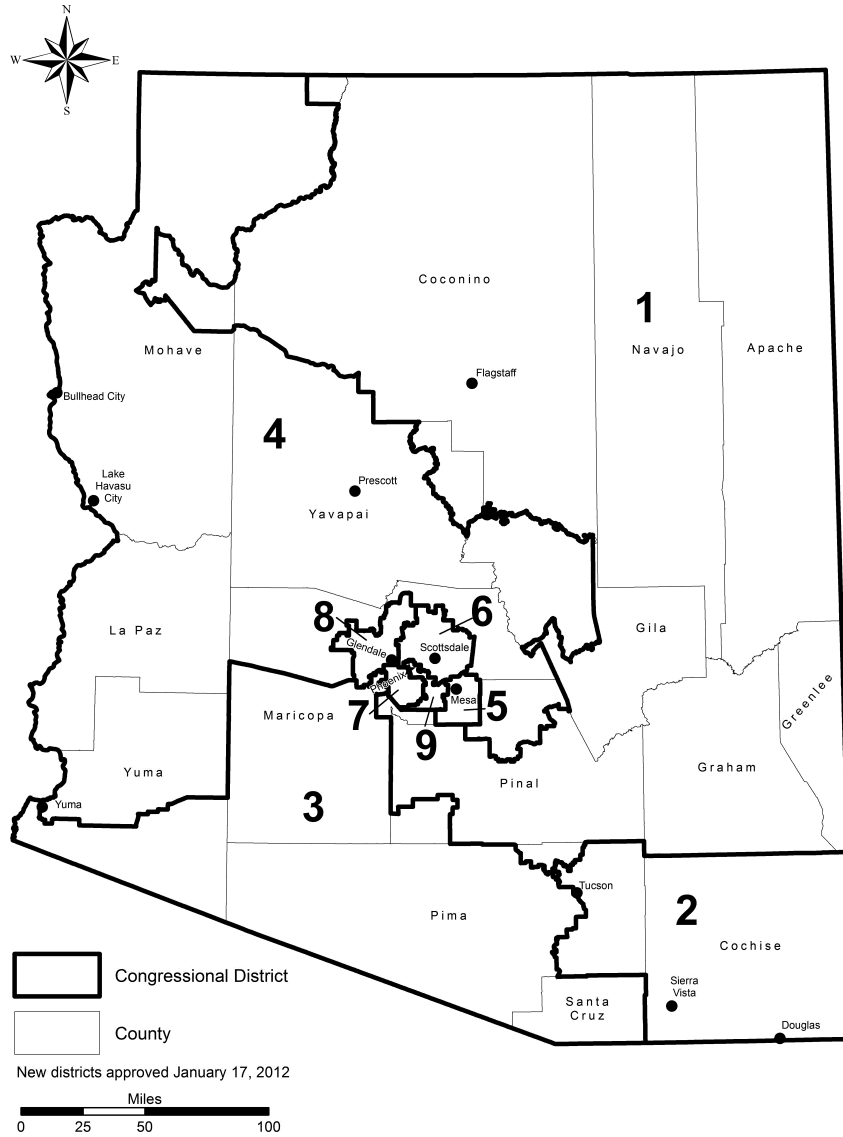 N
W E
S
Coconino
1
Mohave
Navajo
Apache
Flagstaff
Bullhead City
4
Lake
Havasu
City
Prescott
Yavapai
8
6
La Paz
Gila
Glendale
Scottsdale
Phoenix
Mesa
5
Greenlee
Maricopa
7
9
Yuma
Graham
Pinal
Yuma
3
Tucson
2
Pima
Cochise
Congressional District
Sierra
Vista
Santa
Cruz
Douglas
County
New districts approved January 17, 2012
Miles
0 25 50 100